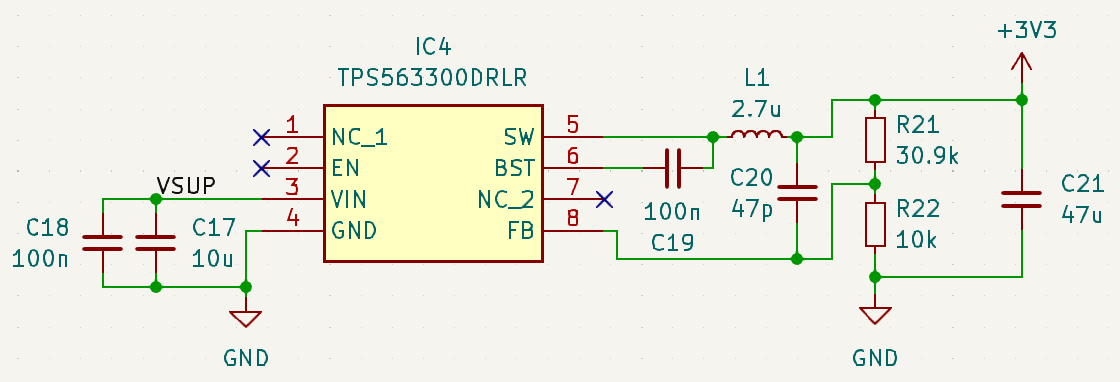 +3V3
IC4
TPS563300DRLR
L1
2.7u
1
NC_1
SW
5
R21
30.9k
2
EN
BST
6
VSUP
3
VIN
NC_2
7
C20
47p
C21
47u
C18
100n
C17
10u
4
GND
FB
8
100n
C19
R22
10k
GND
GND